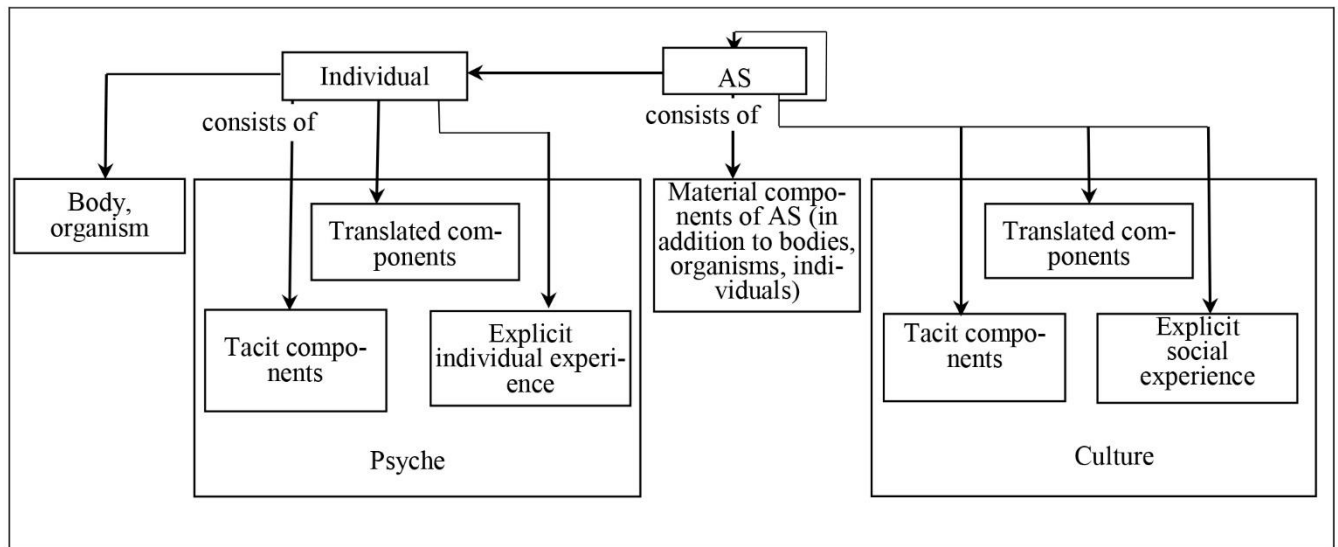 Individual
AS
consists of
consists of
Body,
organism
Translated com-
ponents
Tacit compo-
nents
Explicit
individual experi-
ence
Psyche
Material compo-
nents of AS (in
addition to bodies,
organisms, indi-
viduals)
Translated com-
ponents
Tacit compo-
nents
Explicit
social
experience
Culture